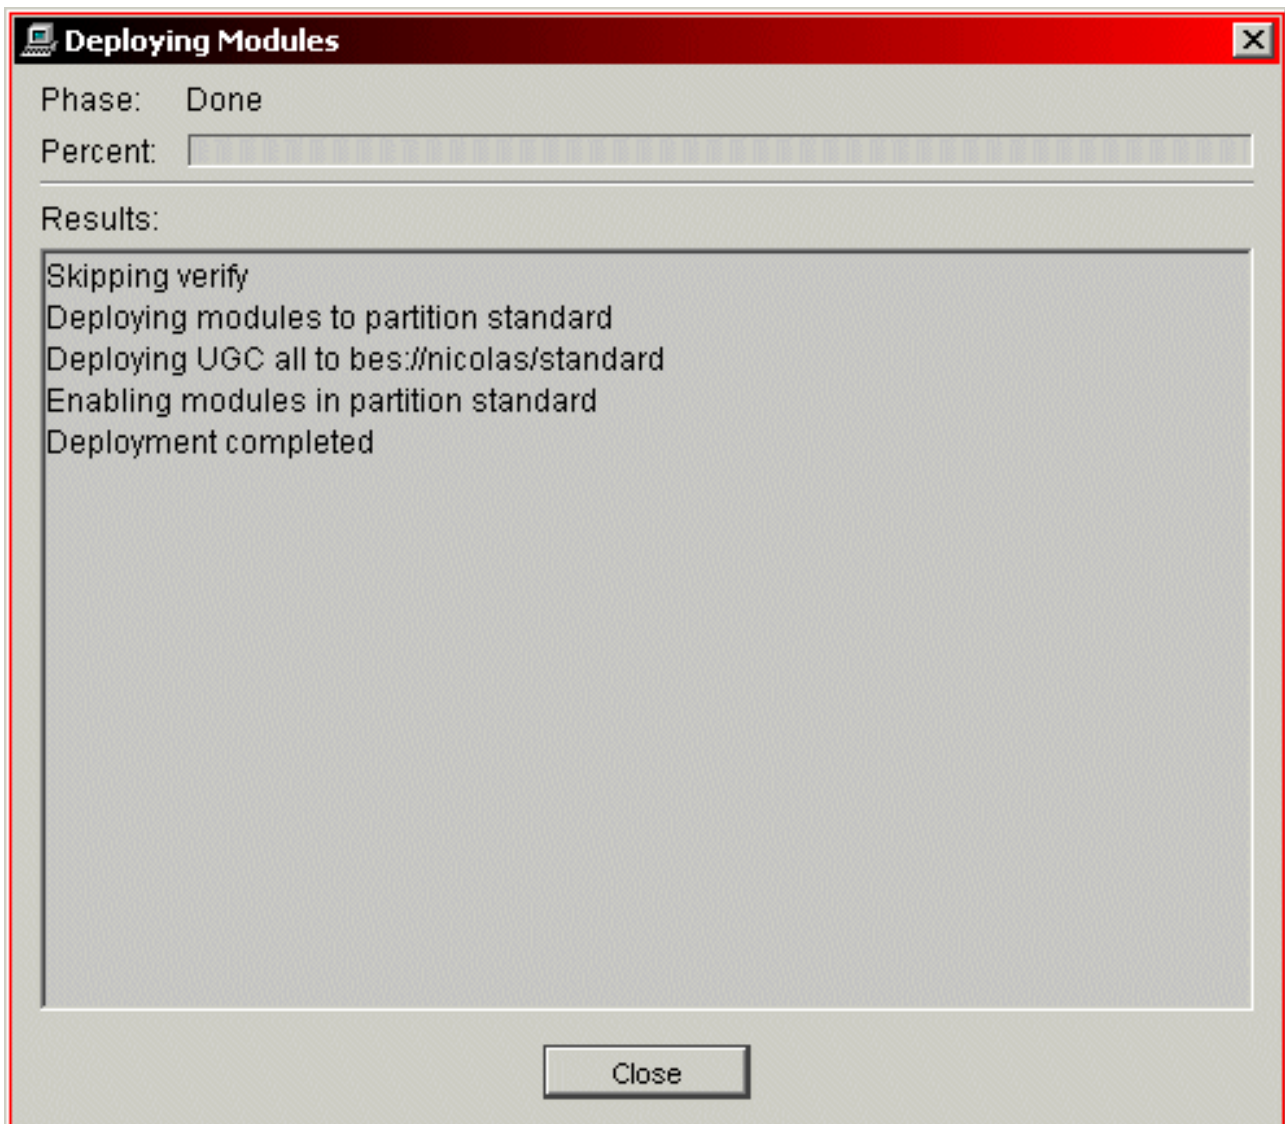 Deploying Modules
Phase: Done
Percent:
Results:
Skipping verify
Deploying modules to partition standard
Deploying UGC all to bes://nicolas/standard
Enabling modules in partition standard
Deployment completed
Close